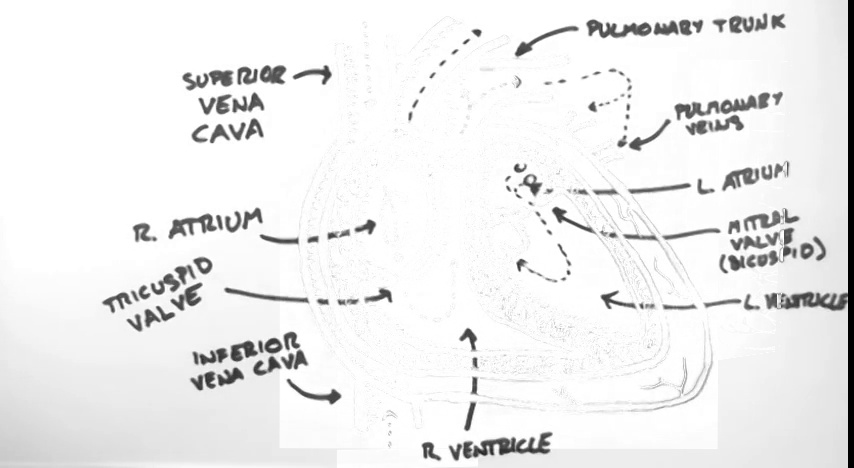 PULMONARY TRUNK
SUPERIOR
VENA
CAVA
PULMONARY
VEINS
L. ATRIUM
R. ATRIUM
MITRAL
VALVE
(BICUSPID)
TRICUSPID
VALVE
L. VENTRICLE
INFERIOR
VENA CAVA
R. VENTRICLE